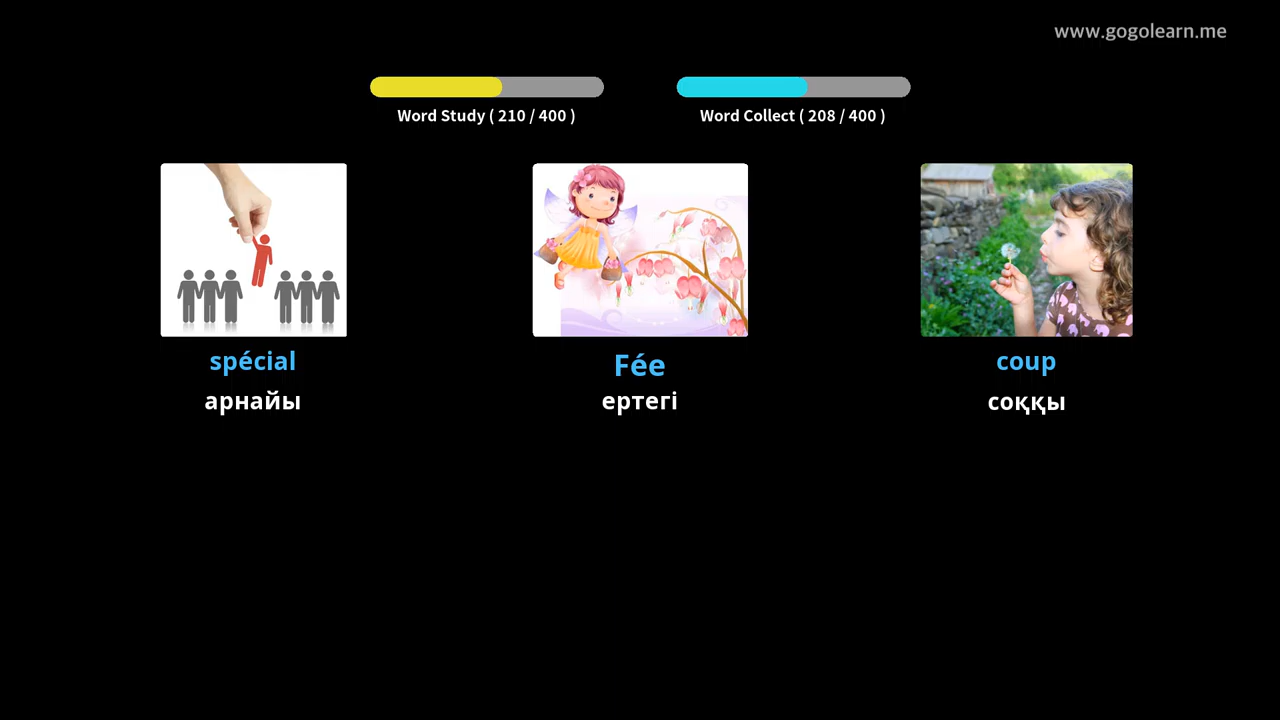 www.gogolearn.me
Word Study ( 210 / 400 )
Word Collect ( 208 / 400 )
spécial
арнайы
Fée
ертегі
coup
соққы